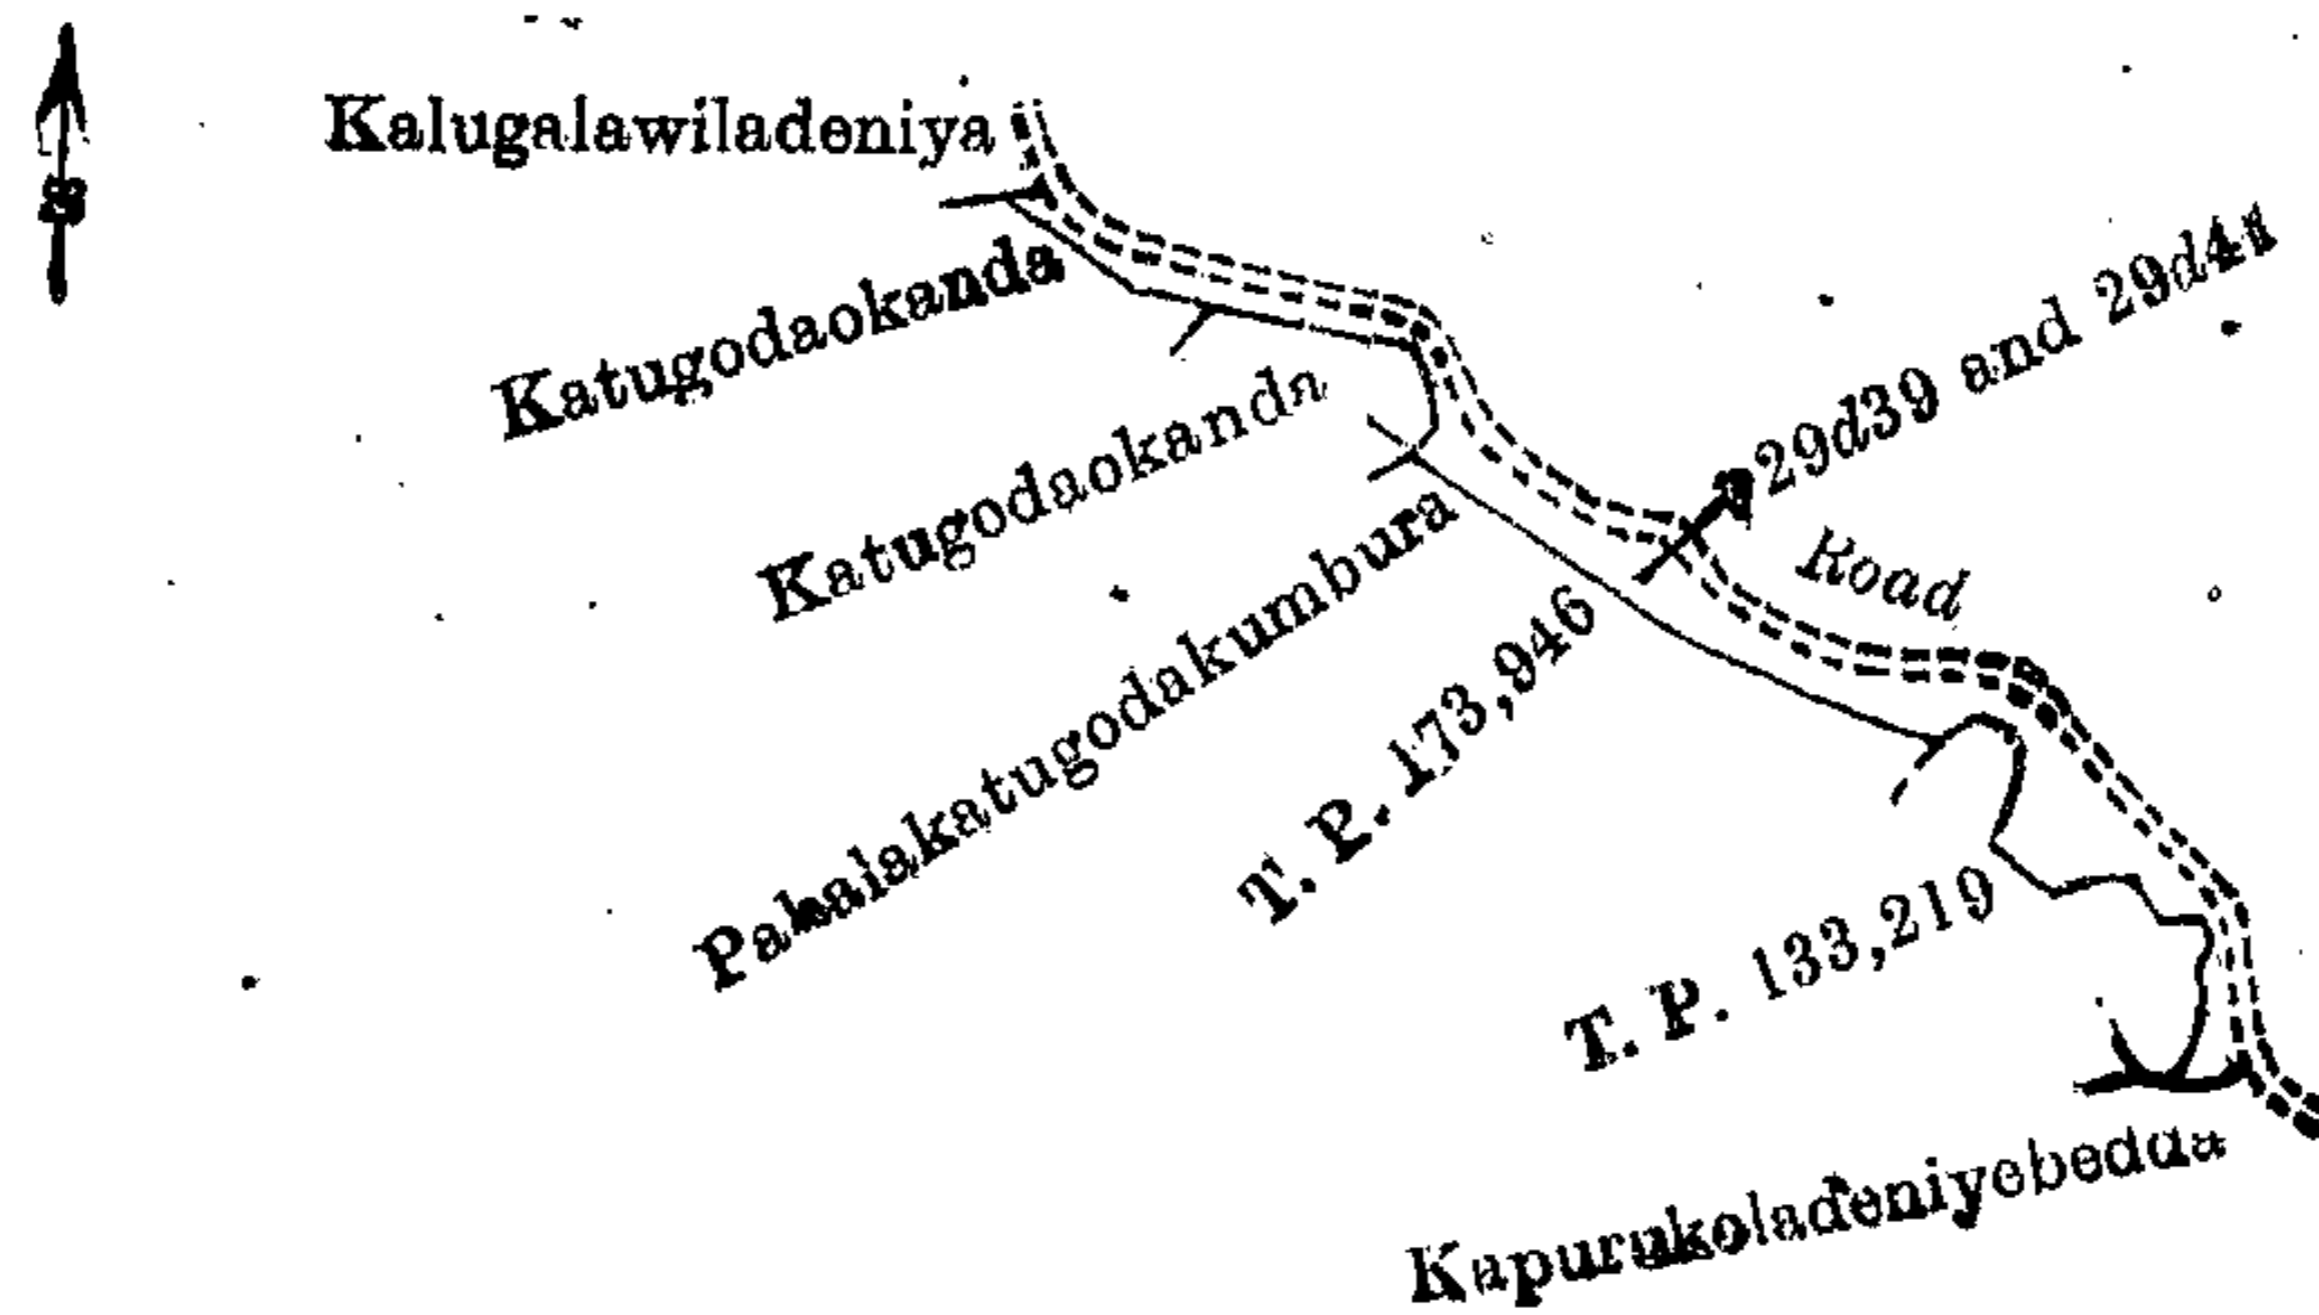 Kalugalawiladeniya
Katugodaokanda
29d39 and 29d41
Katugodaokanda
Road
Pahalakatugodakumbura
T. P. 173,946
T. P. 133,219
Kapurukoladeniyebedda